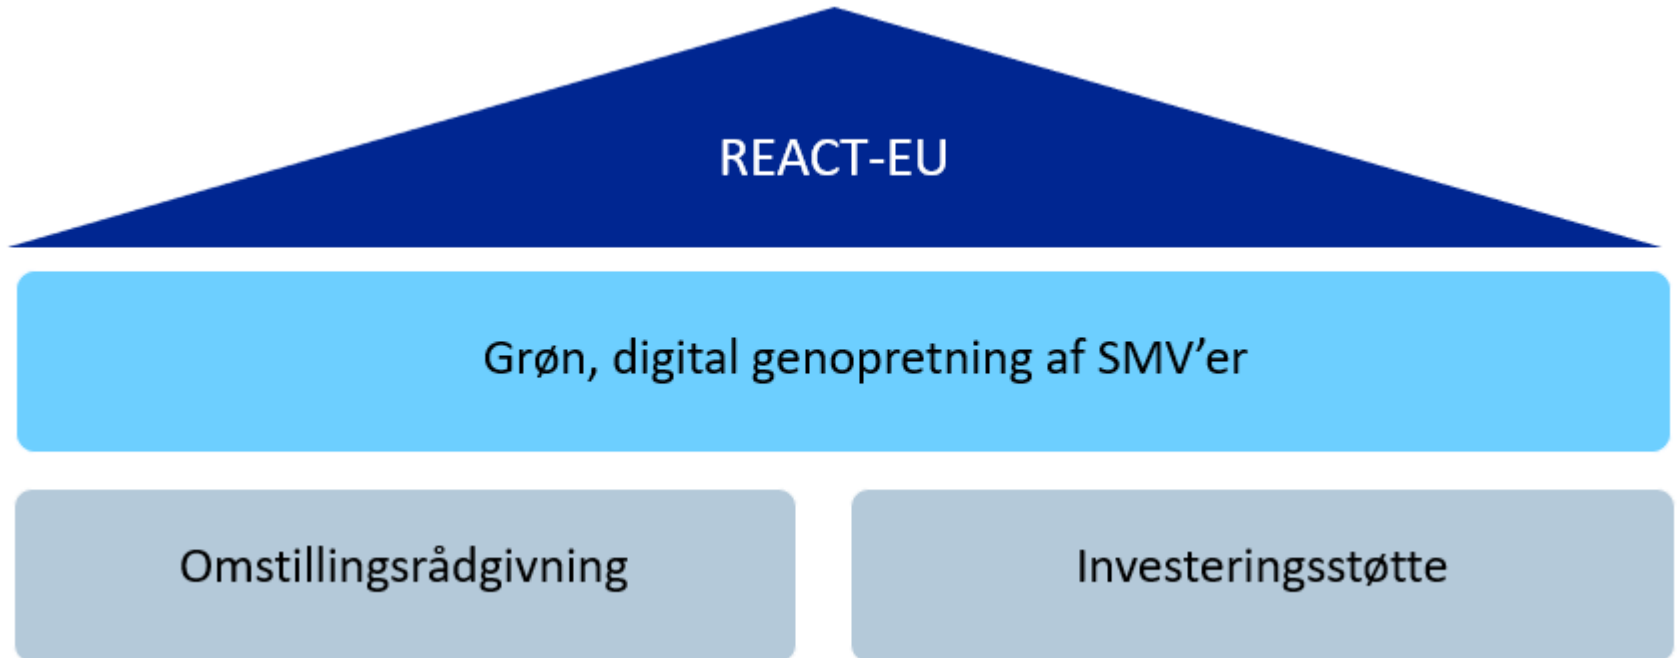 REACT-EU
Grøn, digital genopretning af SMV’er
Omstillingsrådgivning
Investeringsstøtte